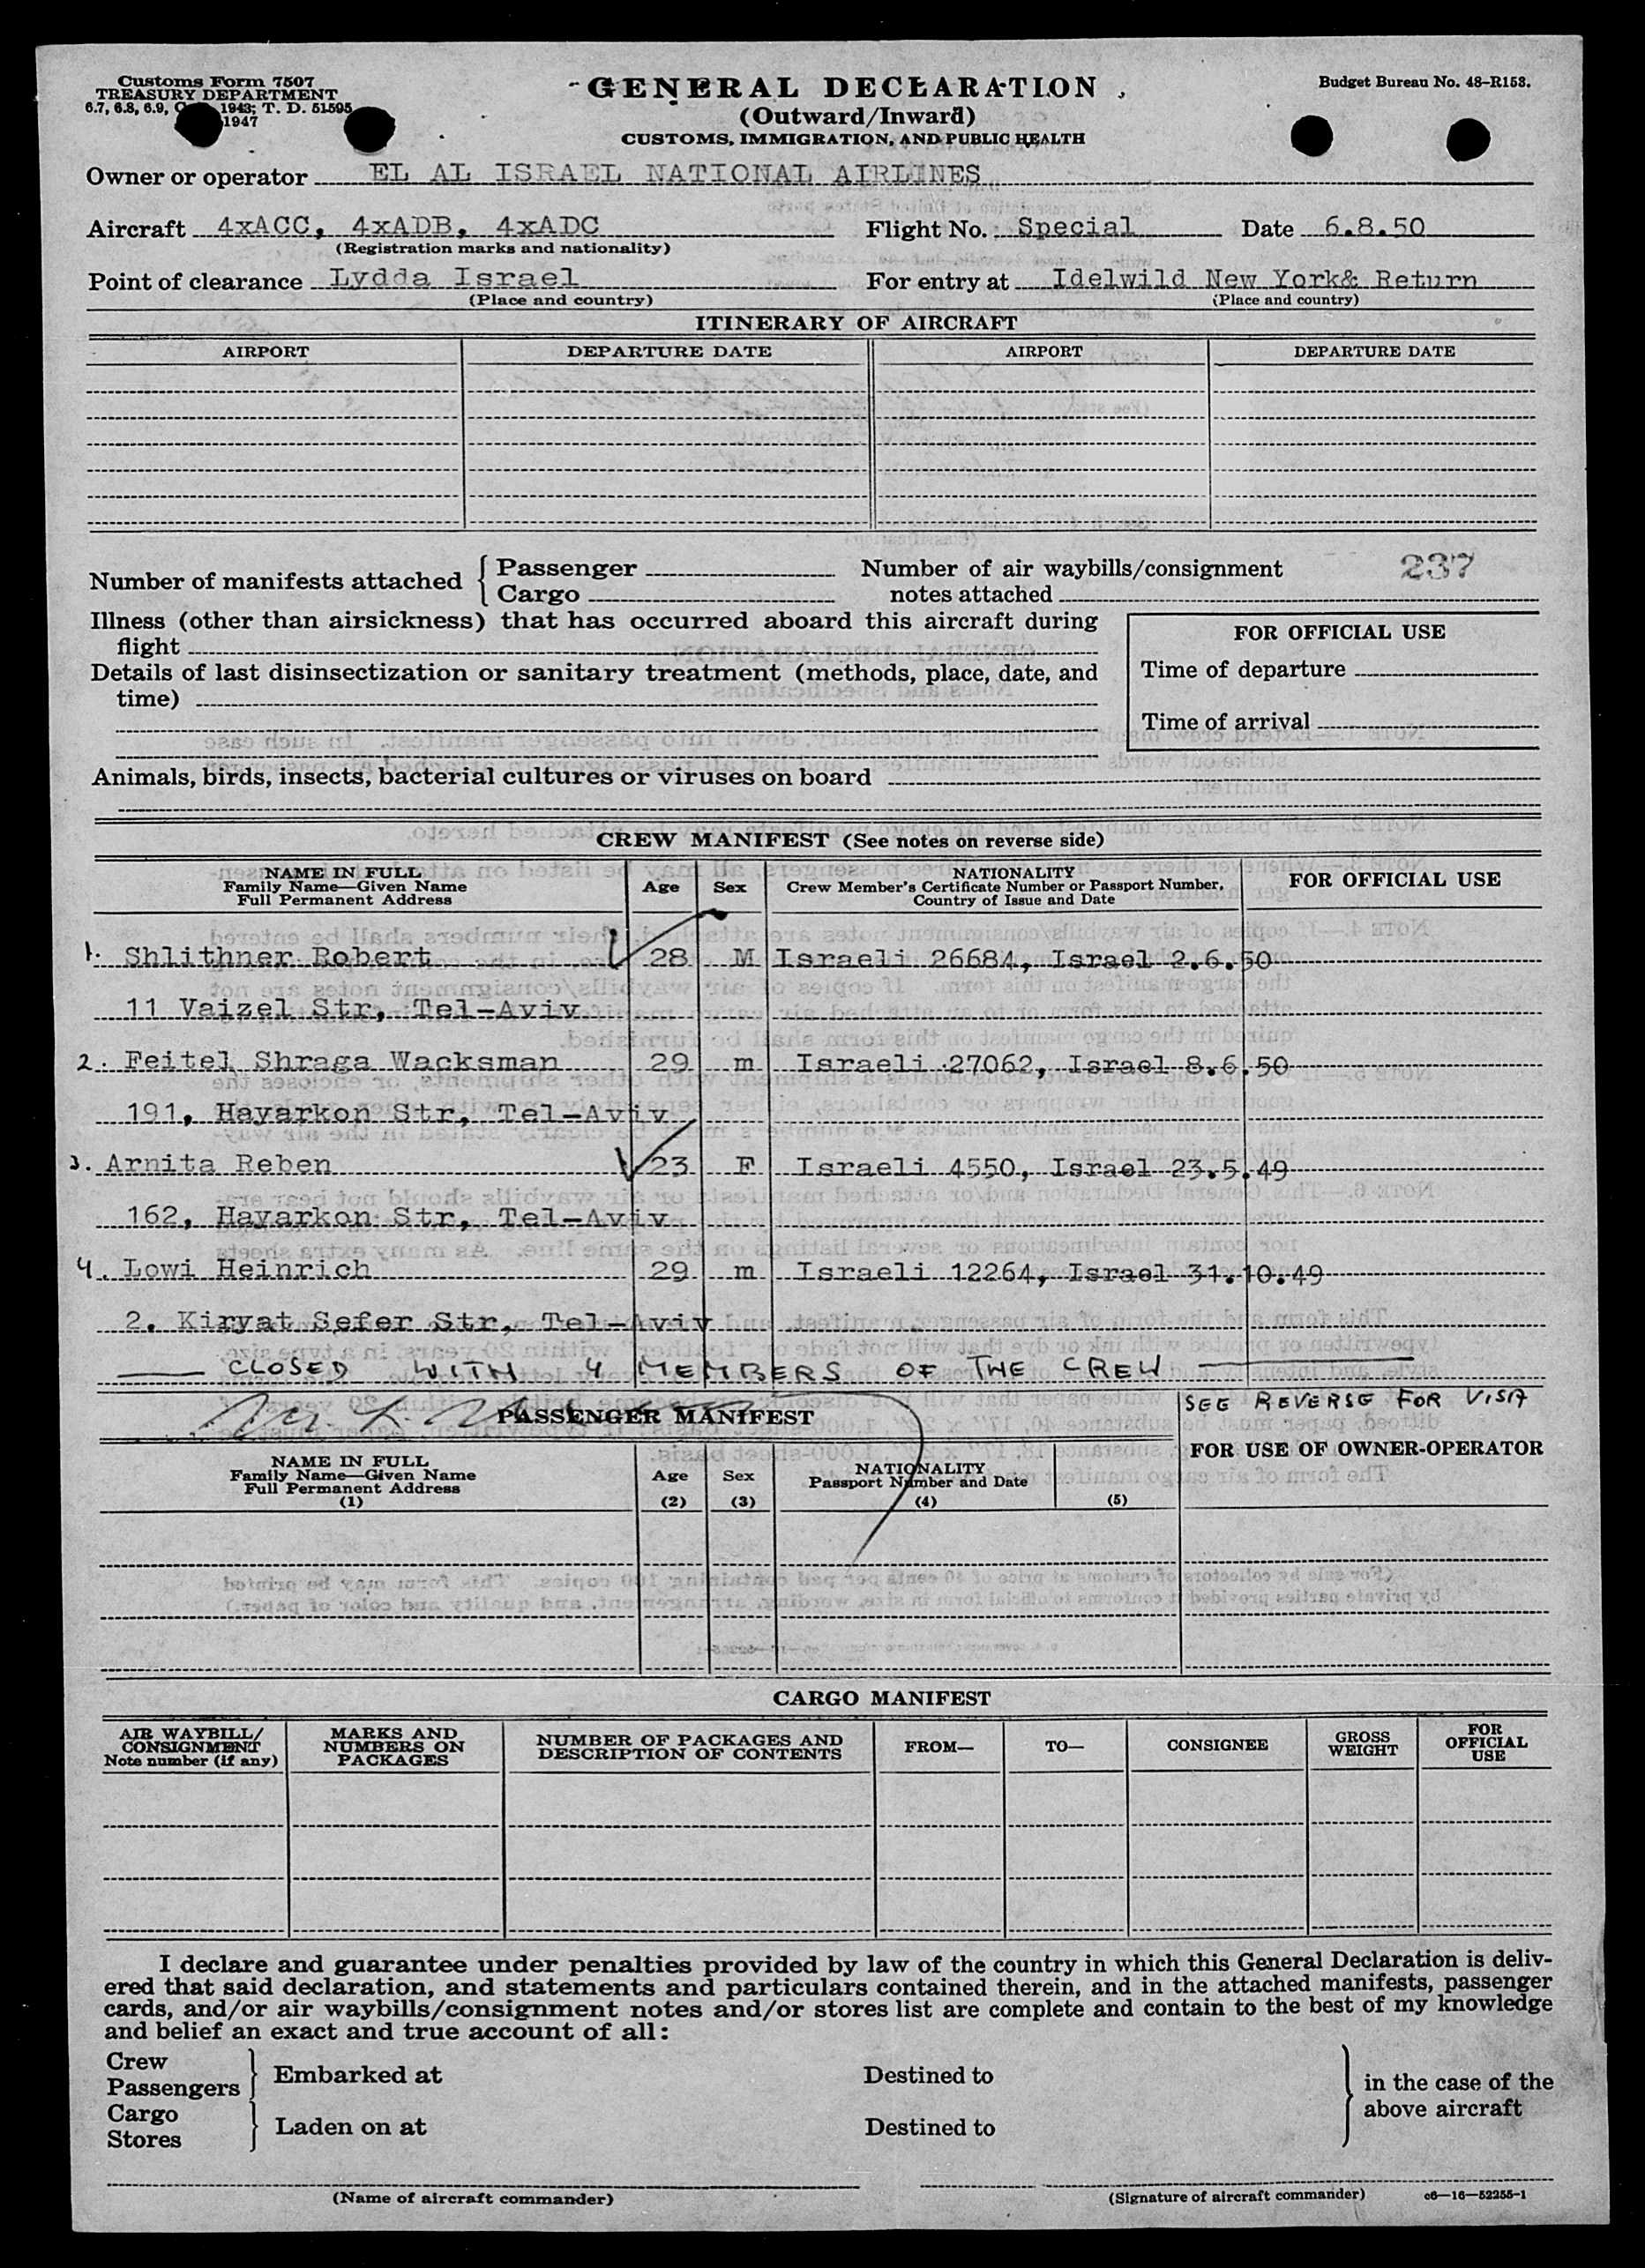 Customs Form 7507
TREASURY DEPARTMENT
6.7, 6.8, 6.9, 1943; T. D. 51595
1947
GENERAL DECLARATION
(Outward/Inward)
CUSTOMS, IMMIGRATION, AND PUBLIC HEALTH
Budget Bureau No. 48-R153.
Owner or operator EL AL ISRAEL NATIONAL AIRLINES
Aircraft 4xACC, 4xADB, 4xADC Flight No. Special Date 6.8.50
(Registration marks and nationality)
Point of clearance Lydda Israel For entry at Idelwild New York& Return
(Place and country) (Place and country)
ITINERARY OF AIRCRAFT
AIRPORT DEPARTURE DATE AIRPORT DEPARTURE DATE
Number of manifests attached { Passenger
Cargo
Number of air waybills/consignment notes attached
237
Illness (other than airsickness) that has occurred aboard this aircraft during
flight
Details of last disinsectization or sanitary treatment (methods, place, date, and
time)
FOR OFFICIAL USE
Time of departure
Time of arrival
Animals, birds, insects, bacterial cultures or viruses on board
CREW MANIFEST (See notes on reverse side)
NAME IN FULL
Family Name—Given Name
Full Permanent Address
Age
Sex
NATIONALITY
Crew Member's Certificate Number or Passport Number,
Country of Issue and Date
FOR OFFICIAL USE
1. Shlithner Robert 28 M Israeli 26684, Israel 2.6.50
11 Vaizel Str, Tel-Aviv
2. Feitel Shraga Wacksman 29 m Israeli 27062, Israel 8.6.50
191, Hayarkon Str, Tel-Aviv
3. Arnita Reben 23 F Israeli 4550, Israel 23.5.49
162, Hayarkon Str, Tel-Aviv
4. Lowi Heinrich 29 m Israeli 12264, Israel 31.10.49
2. Kiryat Sefer Str, Tel-Aviv
CLOSED WITH 4 MEMBERS OF THE CREW
SEE REVERSE FOR VISA
PASSENGER MANIFEST
NAME IN FULL
Family Name—Given Name
Full Permanent Address
(1)
Age
(2)
Sex
(3)
NATIONALITY
Passport Number and Date
(4)
(5)
FOR USE OF OWNER-OPERATOR
CARGO MANIFEST
AIR WAYBILL/
CONSIGNMENT
Note number (if any)
MARKS AND
NUMBERS ON
PACKAGES
NUMBER OF PACKAGES AND
DESCRIPTION OF CONTENTS
FROM—
TO—
CONSIGNEE
GROSS
WEIGHT
FOR
OFFICIAL
USE
I declare and guarantee under penalties provided by law of the country in which this General Declaration is deliv-
ered that said declaration, and statements and particulars contained therein, and in the attached manifests, passenger
cards, and/or air waybills/consignment notes and/or stores list are complete and contain to the best of my knowledge
and belief an exact and true account of all:
Crew
Passengers } Embarked at Destined to
Cargo
Stores } Laden on at Destined to
} in the case of the
above aircraft
(Name of aircraft commander) (Signature of aircraft commander) c6—16—52255-1